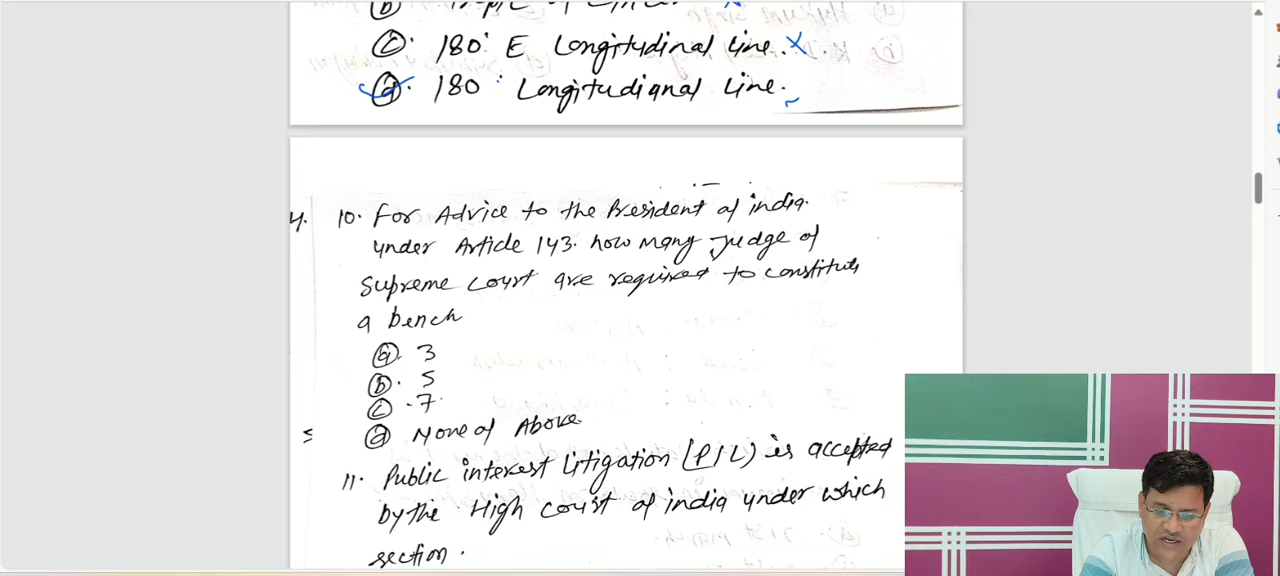 (c). 180° E Longitudinal Line. X
(d). 180° Longitudianal Line.
10. For Advice to the President of india.
under Article 143. how many judge of
Supreme court are required to constitute
a bench
(a). 3
(b). 5
(c) .7.
(d) None of Above.
11. Public interest Litigation (PIL) is accepted
by the High court of india under which
section.